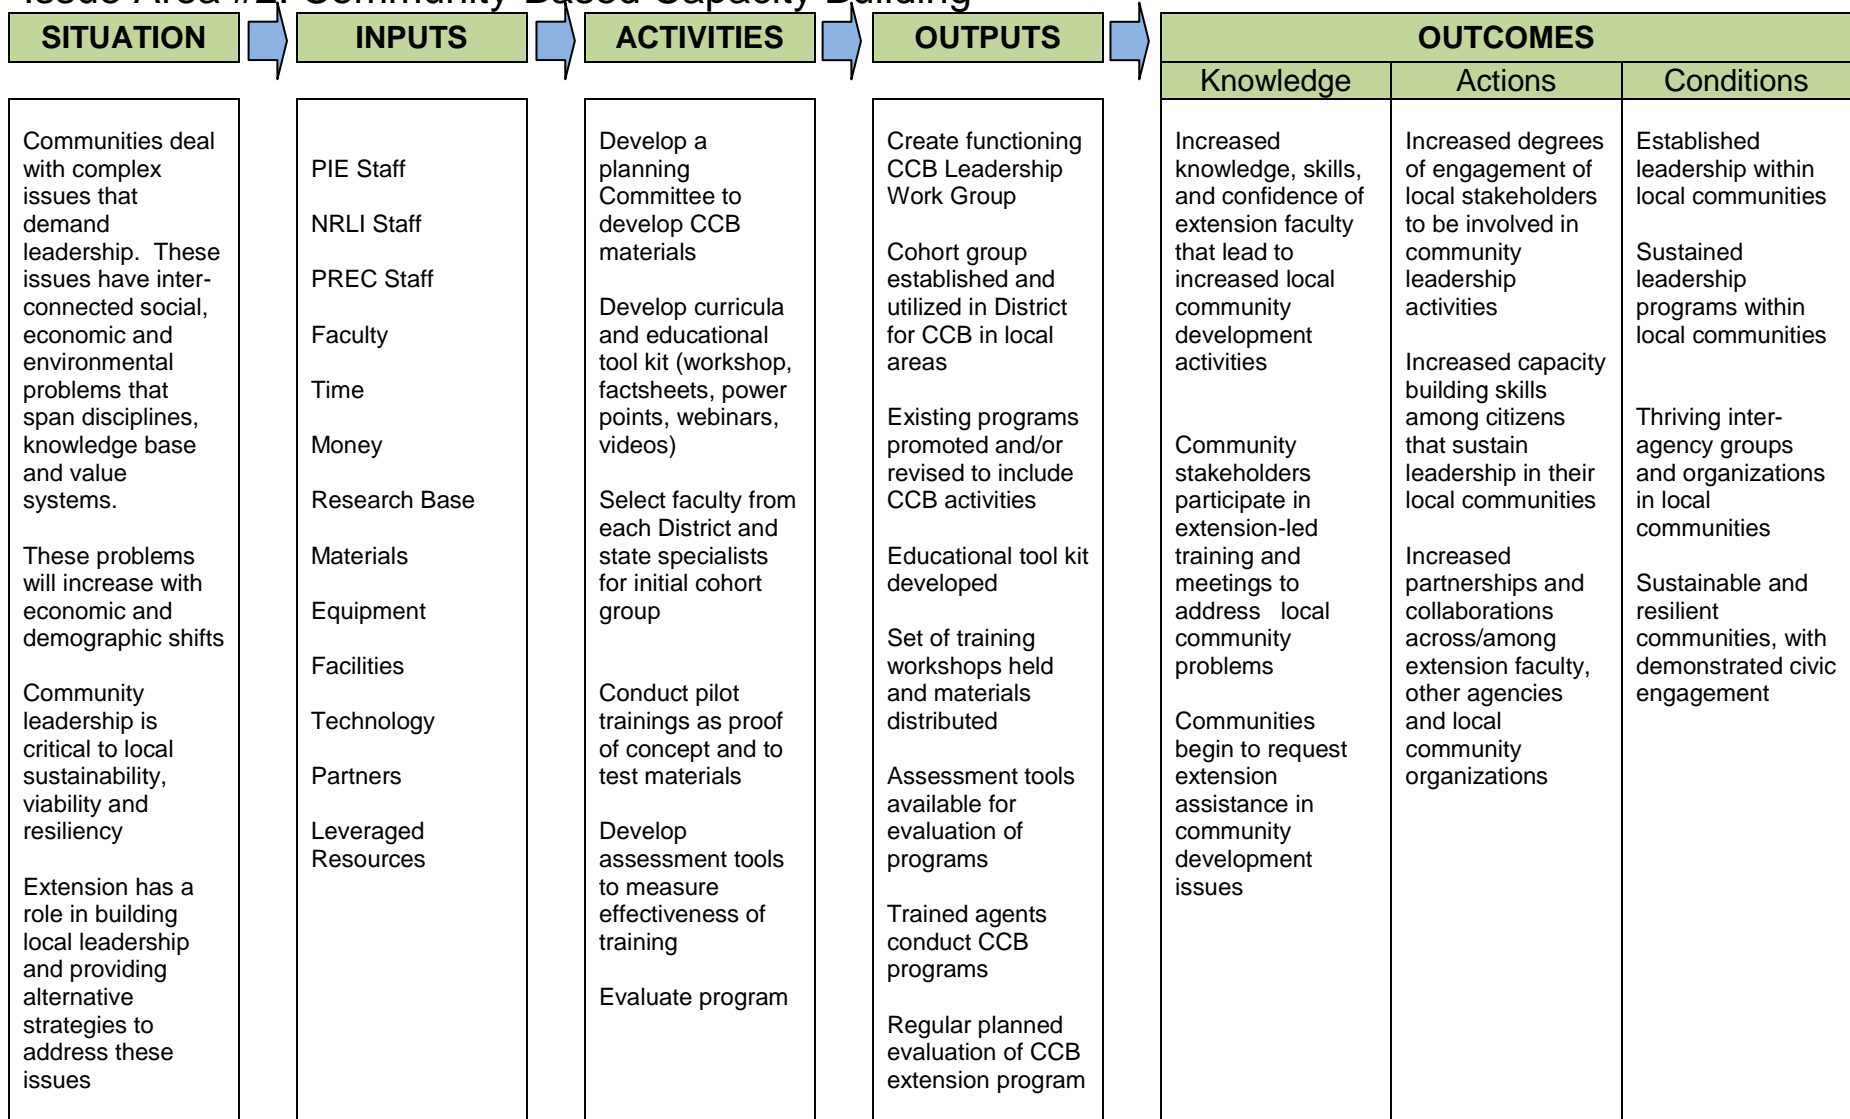 Issue Area #2: Community-Based Capacity Building
SITUATION
INPUTS
ACTIVITIES
OUTPUTS
OUTCOMES
Knowledge
Actions
Conditions
Communities deal
with complex
issues that
demand
leadership. These
issues have inter-
connected social,
economic and
environmental
problems that
span disciplines,
knowledge base
and value
systems.
These problems
will increase with
economic and
demographic shifts
Community
leadership is
critical to local
sustainability,
viability and
resiliency
Extension has a
role in building
local leadership
and providing
alternative
strategies to
address these
issues
PIE Staff
NRLI Staff
PREC Staff
Faculty
Time
Money
Research Base
Materials
Equipment
Facilities
Technology
Partners
Leveraged
Resources
Develop a
planning
Committee to
develop CCB
materials
Develop curricula
and educational
tool kit (workshop,
factsheets, power
points, webinars,
videos)
Select faculty from
each District and
state specialists
for initial cohort
group
Conduct pilot
trainings as proof
of concept and to
test materials
Develop
assessment tools
to measure
effectiveness of
training
Evaluate program
Create functioning
CCB Leadership
Work Group
Cohort group
established and
utilized in District
for CCB in local
areas
Existing programs
promoted and/or
revised to include
CCB activities
Educational tool kit
developed
Set of training
workshops held
and materials
distributed
Assessment tools
available for
evaluation of
programs
Trained agents
conduct CCB
programs
Regular planned
evaluation of CCB
extension program
Increased
knowledge, skills,
and confidence of
extension faculty
that lead to
increased local
community
development
activities
Community
stakeholders
participate in
extension-led
training and
meetings to
address local
community
problems
Communities
begin to request
extension
assistance in
community
development
issues
Increased degrees
of engagement of
local stakeholders
to be involved in
community
leadership
activities
Increased capacity
building skills
among citizens
that sustain
leadership in their
local communities
Increased
partnerships and
collaborations
across/among
extension faculty,
other agencies
and local
community
organizations
Established
leadership within
local communities
Sustained
leadership
programs within
local communities
Thriving inter-
agency groups
and organizations
in local
communities
Sustainable and
resilient
communities, with
demonstrated civic
engagement